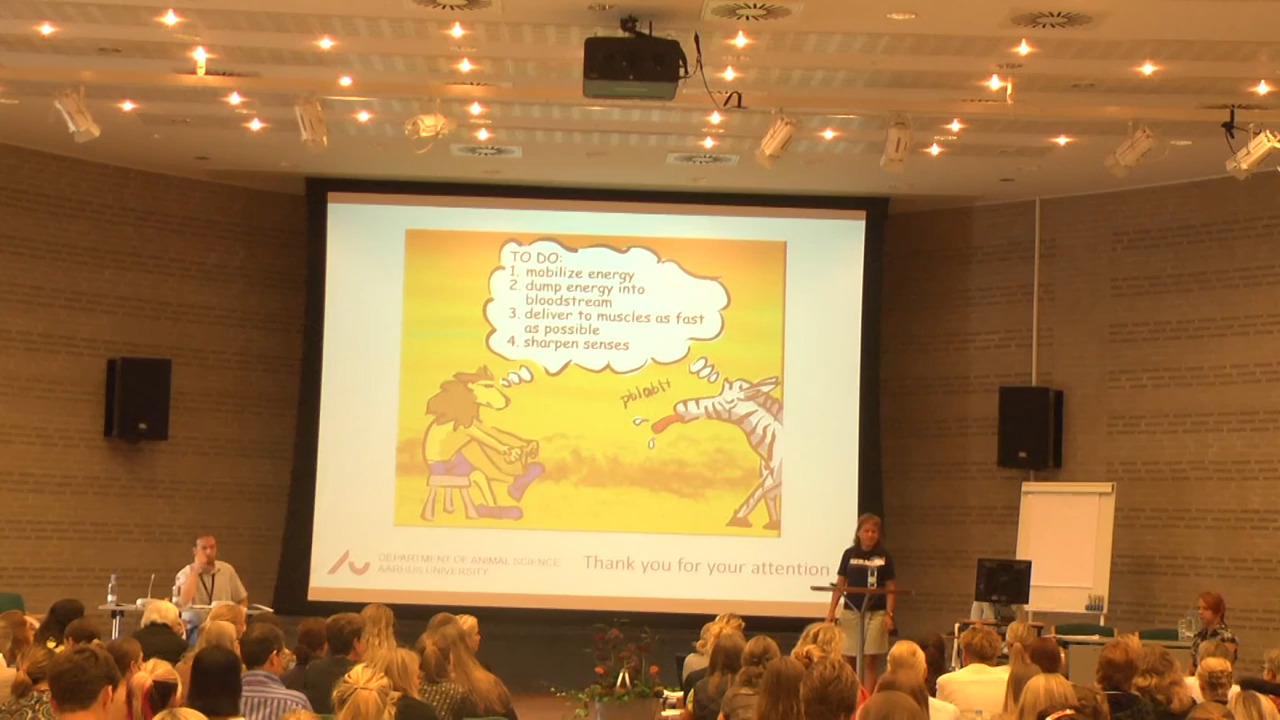 TO DO:
1. mobilize energy
2. dump energy into
bloodstream
3. deliver to muscles as fast
as possible
4. sharpen senses
pblabtt
DEPARTMENT OF ANIMAL SCIENCE
AARHUS UNIVERSITY
Thank you for your attention